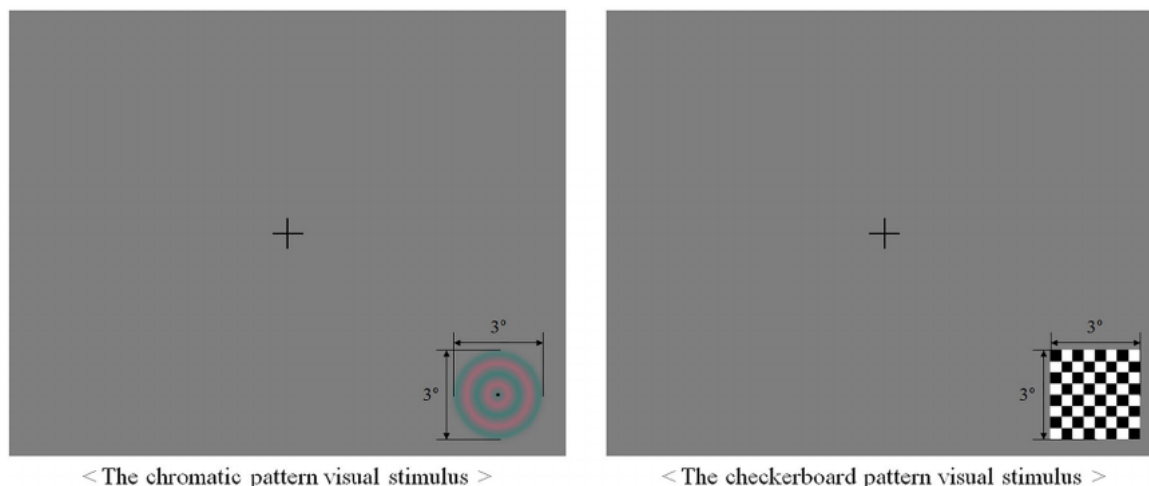 3°
3°
3°
3°
< The chromatic pattern visual stimulus >
< The checkerboard pattern visual stimulus >